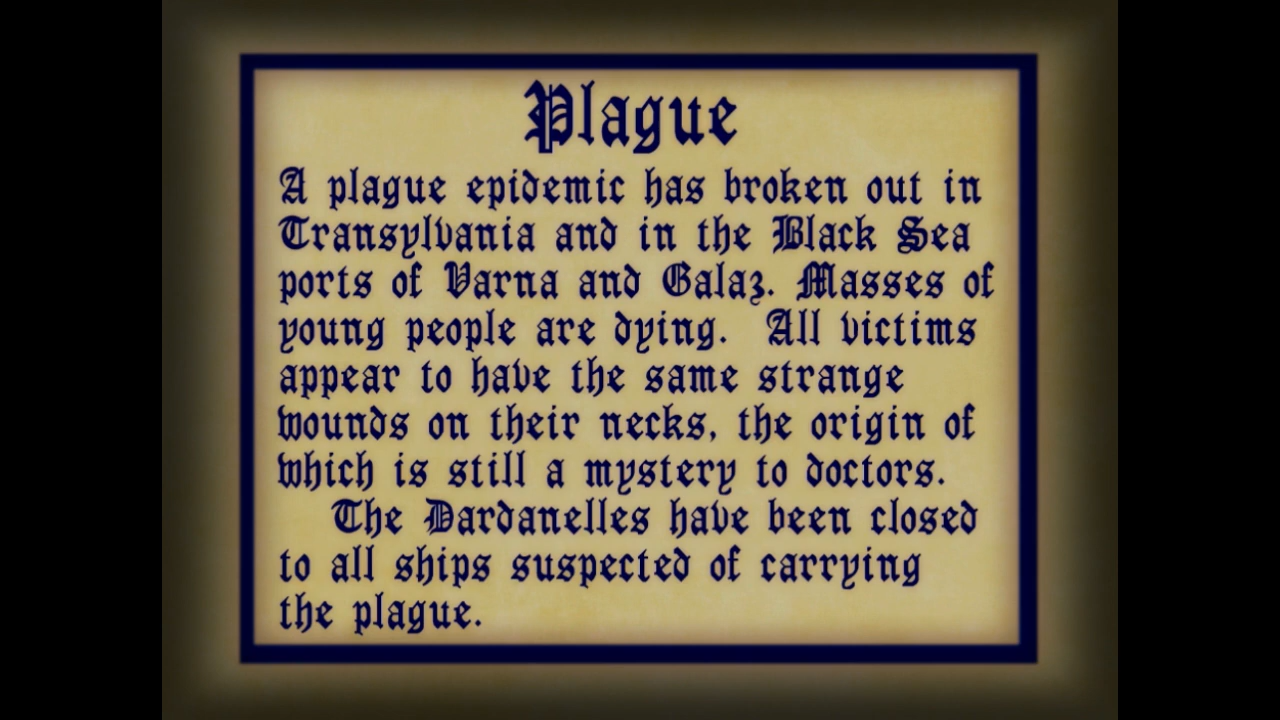 Plague
A plague epidemic has broken out in
Transylvania and in the Black Sea
ports of Varna and Galaz. Masses of
young people are dying. All victims
appear to have the same strange
wounds on their necks, the origin of
which is still a mystery to doctors.
The Dardanelles have been closed
to all ships suspected of carrying
the plague.